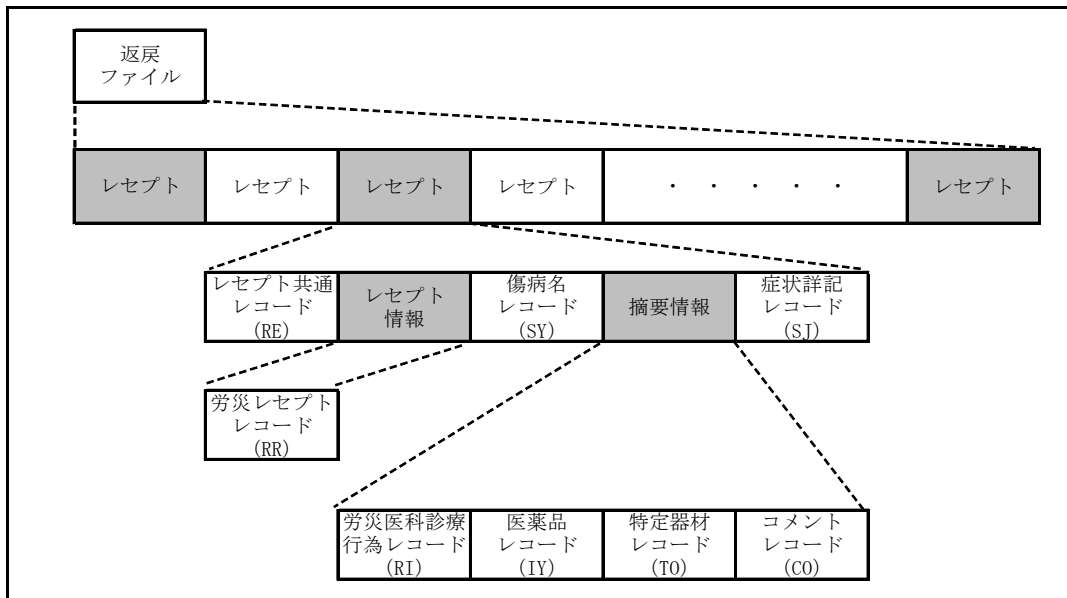 返戻
ファイル
レセプト
レセプト
レセプト
レセプト
・ ・ ・ ・ ・
レセプト
レセプト共通
レコード
(RE)
レセプト
情報
傷病名
レコード
(SY)
摘要情報
症状詳記
レコード
(SJ)
労災レセプト
レコード
(RR)
労災医科診療
行為レコード
(RI)
医薬品
レコード
(IY)
特定器材
レコード
(TO)
コメント
レコード
(CO)